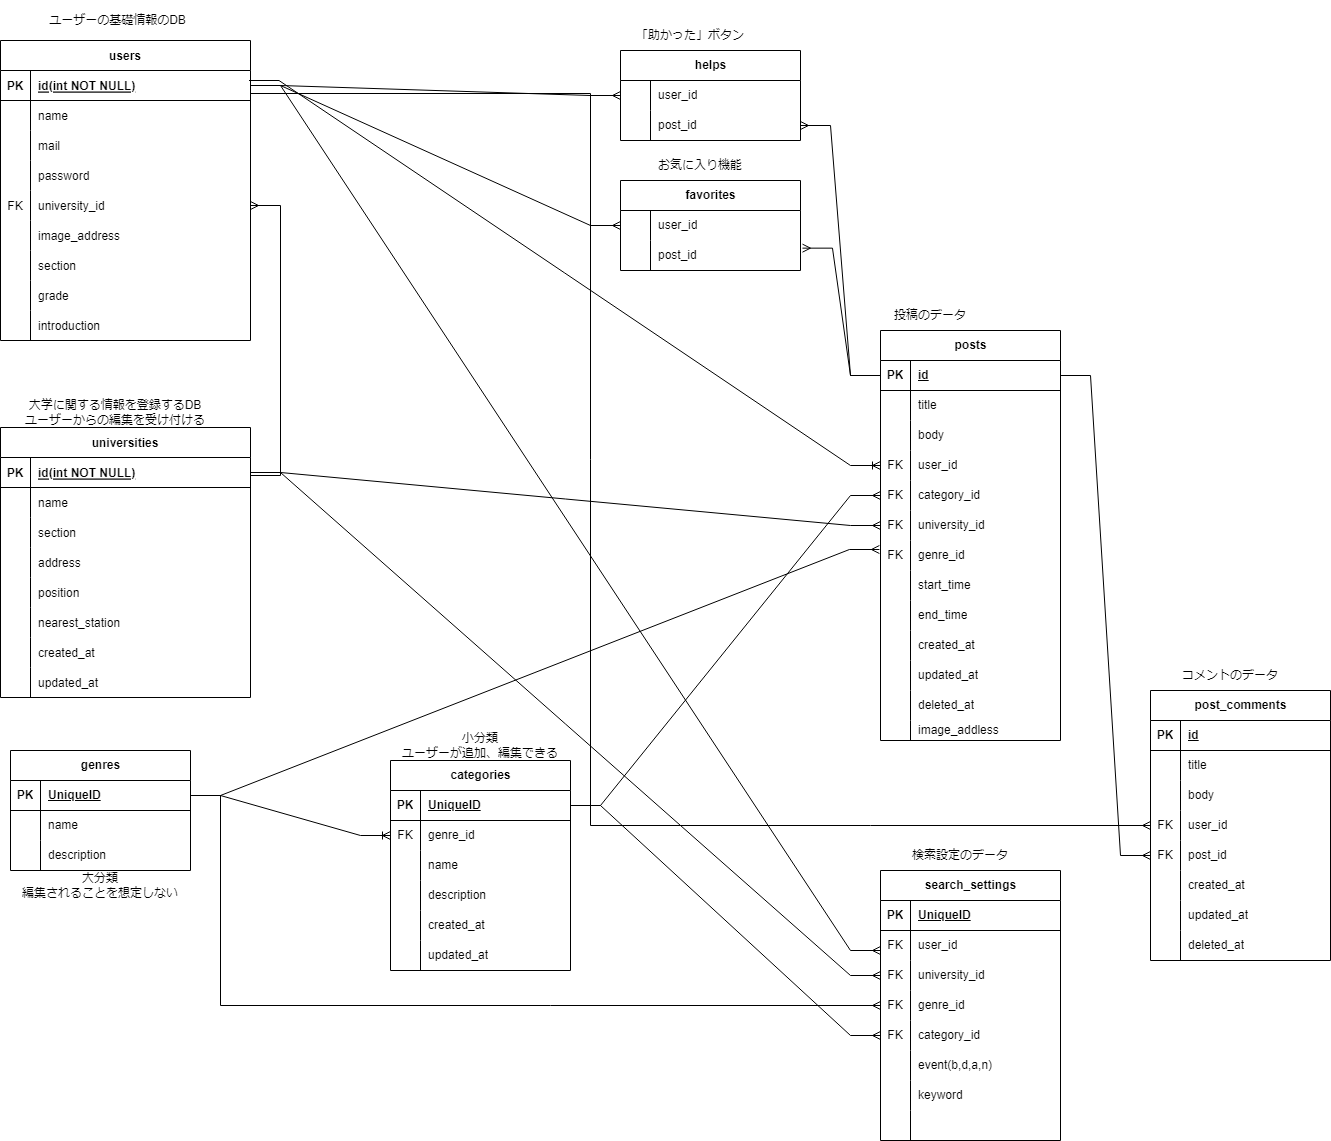 ユーザーの基礎情報のDB
users
PK id(int NOT NULL)
name
mail
password
FK university_id
image_address
section
grade
introduction
大学に関する情報を登録するDB
ユーザーからの編集を受け付ける
universities
PK id(int NOT NULL)
name
section
address
position
nearest_station
created_at
updated_at
genres
PK UniqueID
name
description
大分類
編集されることを想定しない
小分類
ユーザーが追加、編集できる
categories
PK UniqueID
FK genre_id
name
description
created_at
updated_at
「助かった」ボタン
helps
user_id
post_id
お気に入り機能
favorites
user_id
post_id
投稿のデータ
posts
PK id
title
body
FK user_id
FK category_id
FK university_id
FK genre_id
start_time
end_time
created_at
updated_at
deleted_at
image_addless
検索設定のデータ
search_settings
PK UniqueID
FK user_id
FK university_id
FK genre_id
FK category_id
event(b,d,a,n)
keyword
コメントのデータ
post_comments
PK id
title
body
FK user_id
FK post_id
created_at
updated_at
deleted_at